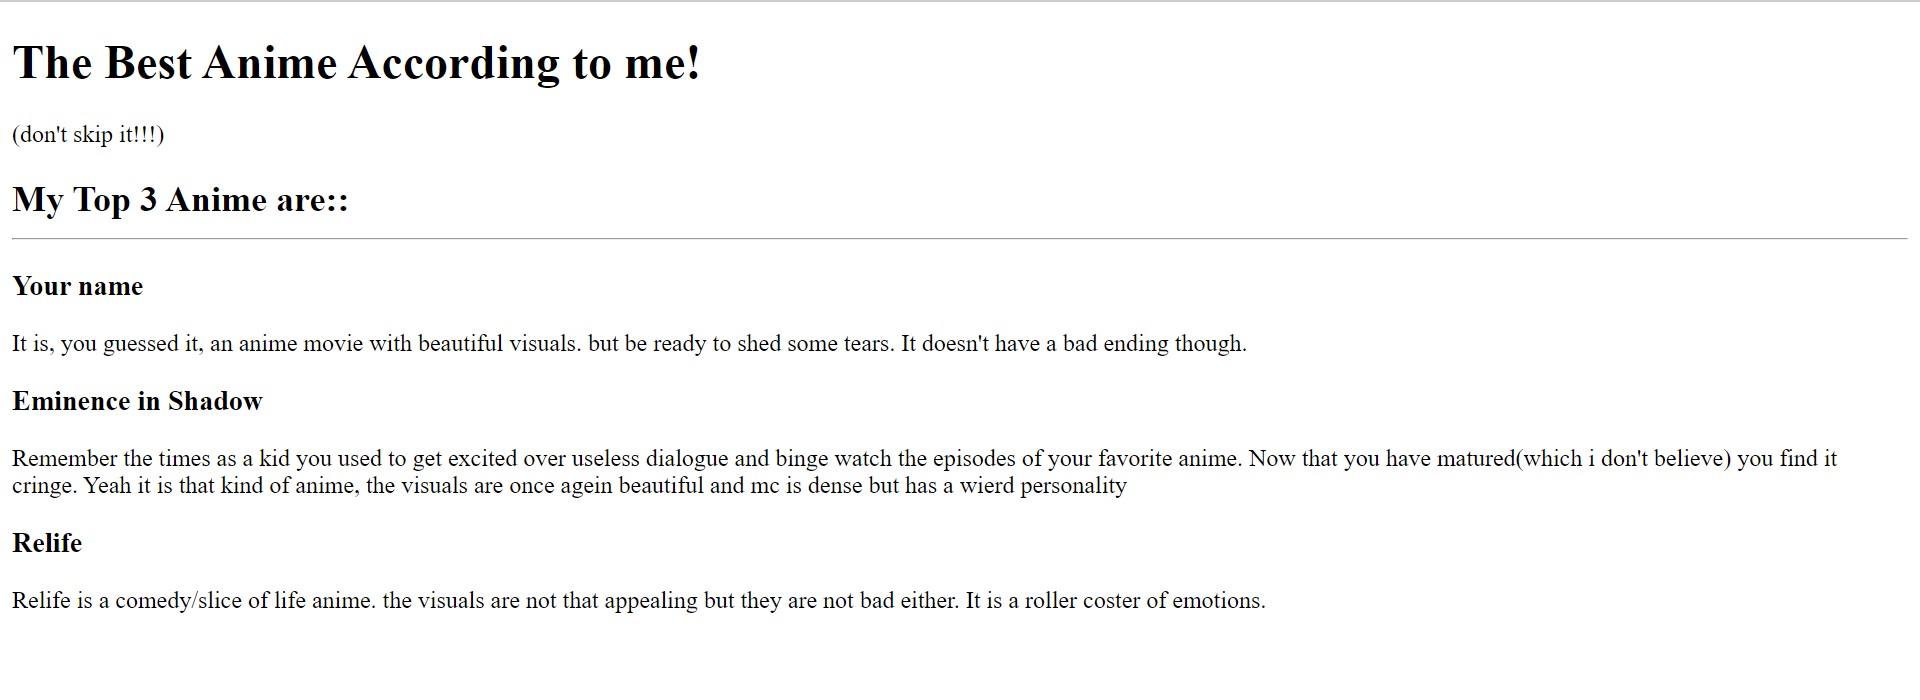 The Best Anime According to me!
(don't skip it!!!)
My Top 3 Anime are::
Your name
It is, you guessed it, an anime movie with beautiful visuals. but be ready to shed some tears. It doesn't have a bad ending though.
Eminence in Shadow
Remember the times as a kid you used to get excited over useless dialogue and binge watch the episodes of your favorite anime. Now that you have matured(which i don't believe) you find it
cringe. Yeah it is that kind of anime, the visuals are once agein beautiful and mc is dense but has a wierd personality
Relife
Relife is a comedy/slice of life anime. the visuals are not that appealing but they are not bad either. It is a roller coster of emotions.